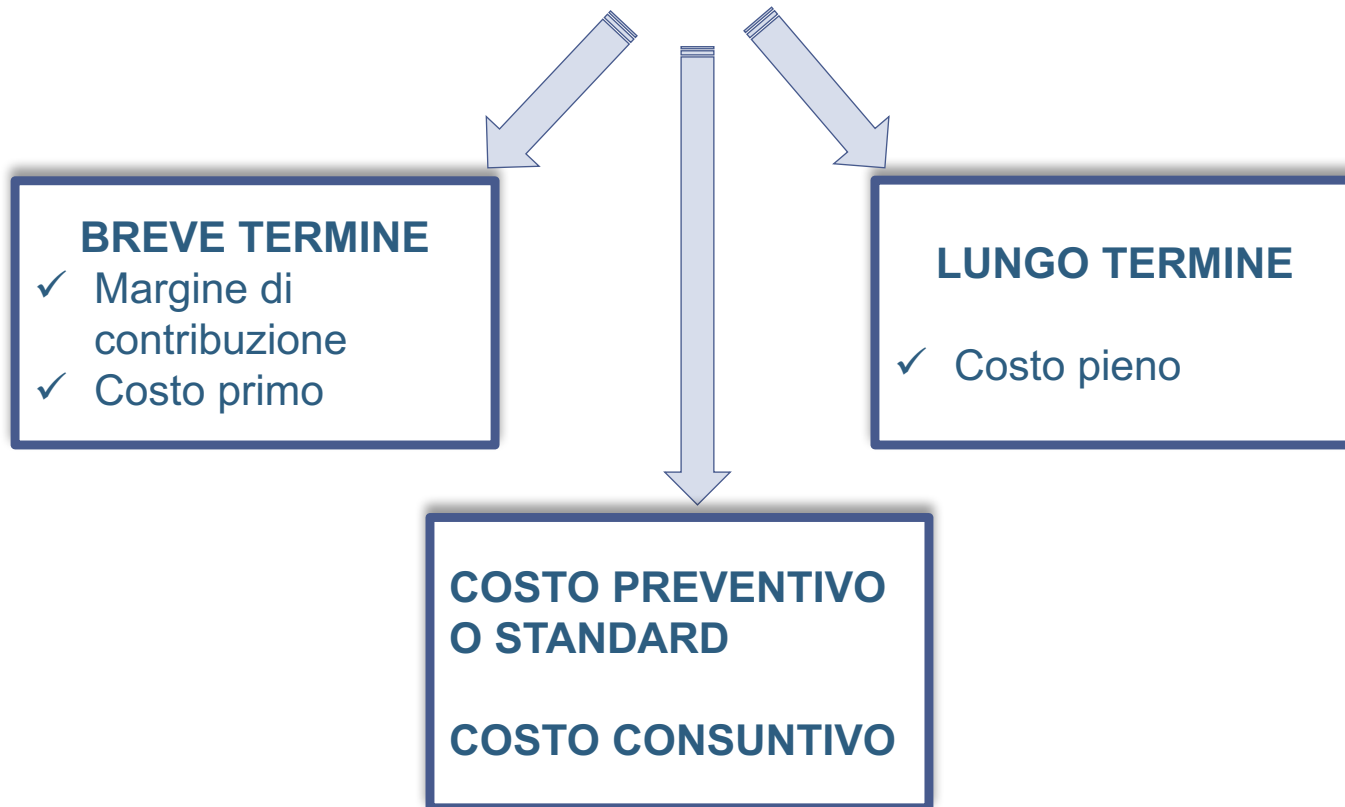 BREVE TERMINE
✓ Margine di
contribuzione
✓ Costo primo
LUNGO TERMINE
✓ Costo pieno
COSTO PREVENTIVO
O STANDARD
COSTO CONSUNTIVO